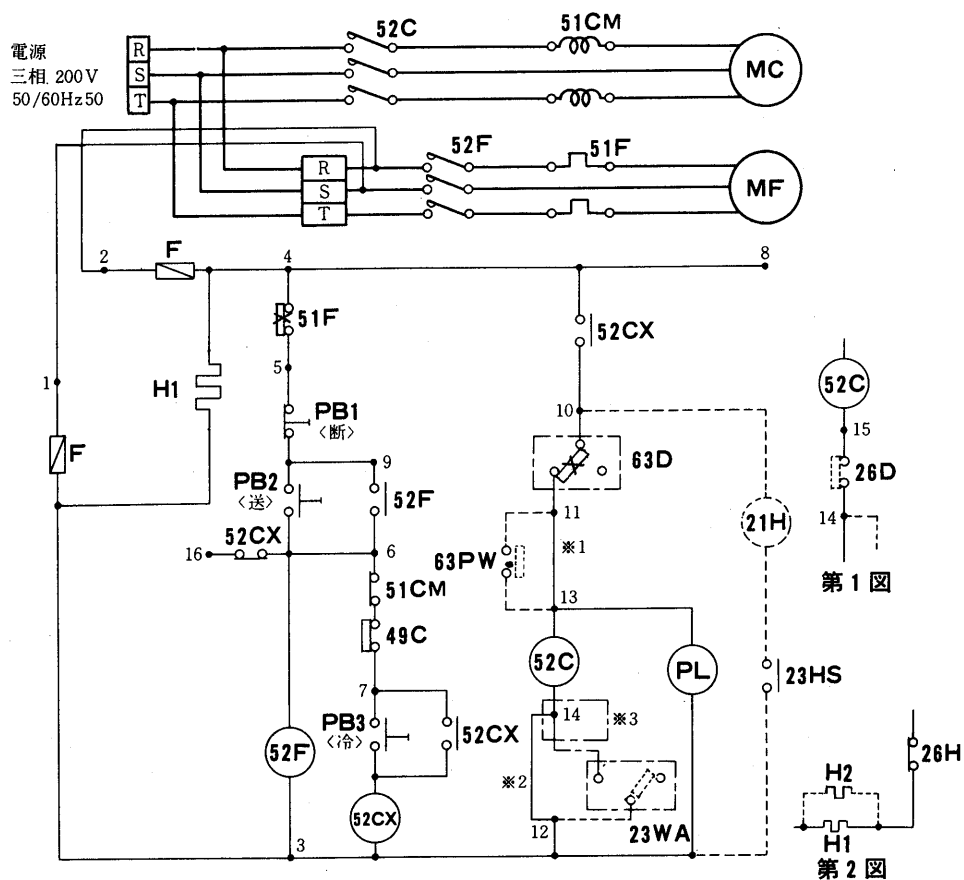 電源
三相 200V
50/60Hz50
R
S
T
52C
51CM
MC
R
S
T
52F
51F
MF
2
F
4
8
51F
5
52CX
1
H1
F
PB1
〈断〉
10
63D
52C
15
26D
14
第1図
9
PB2
〈送〉
52F
11
21H
16
52CX
6
63PW
※1
51CM
13
49C
52C
PL
23HS
7
PB3
〈冷〉
52CX
14
※3
52F
※2
26H
52CX
12
23WA
H2
H1
3
第2図